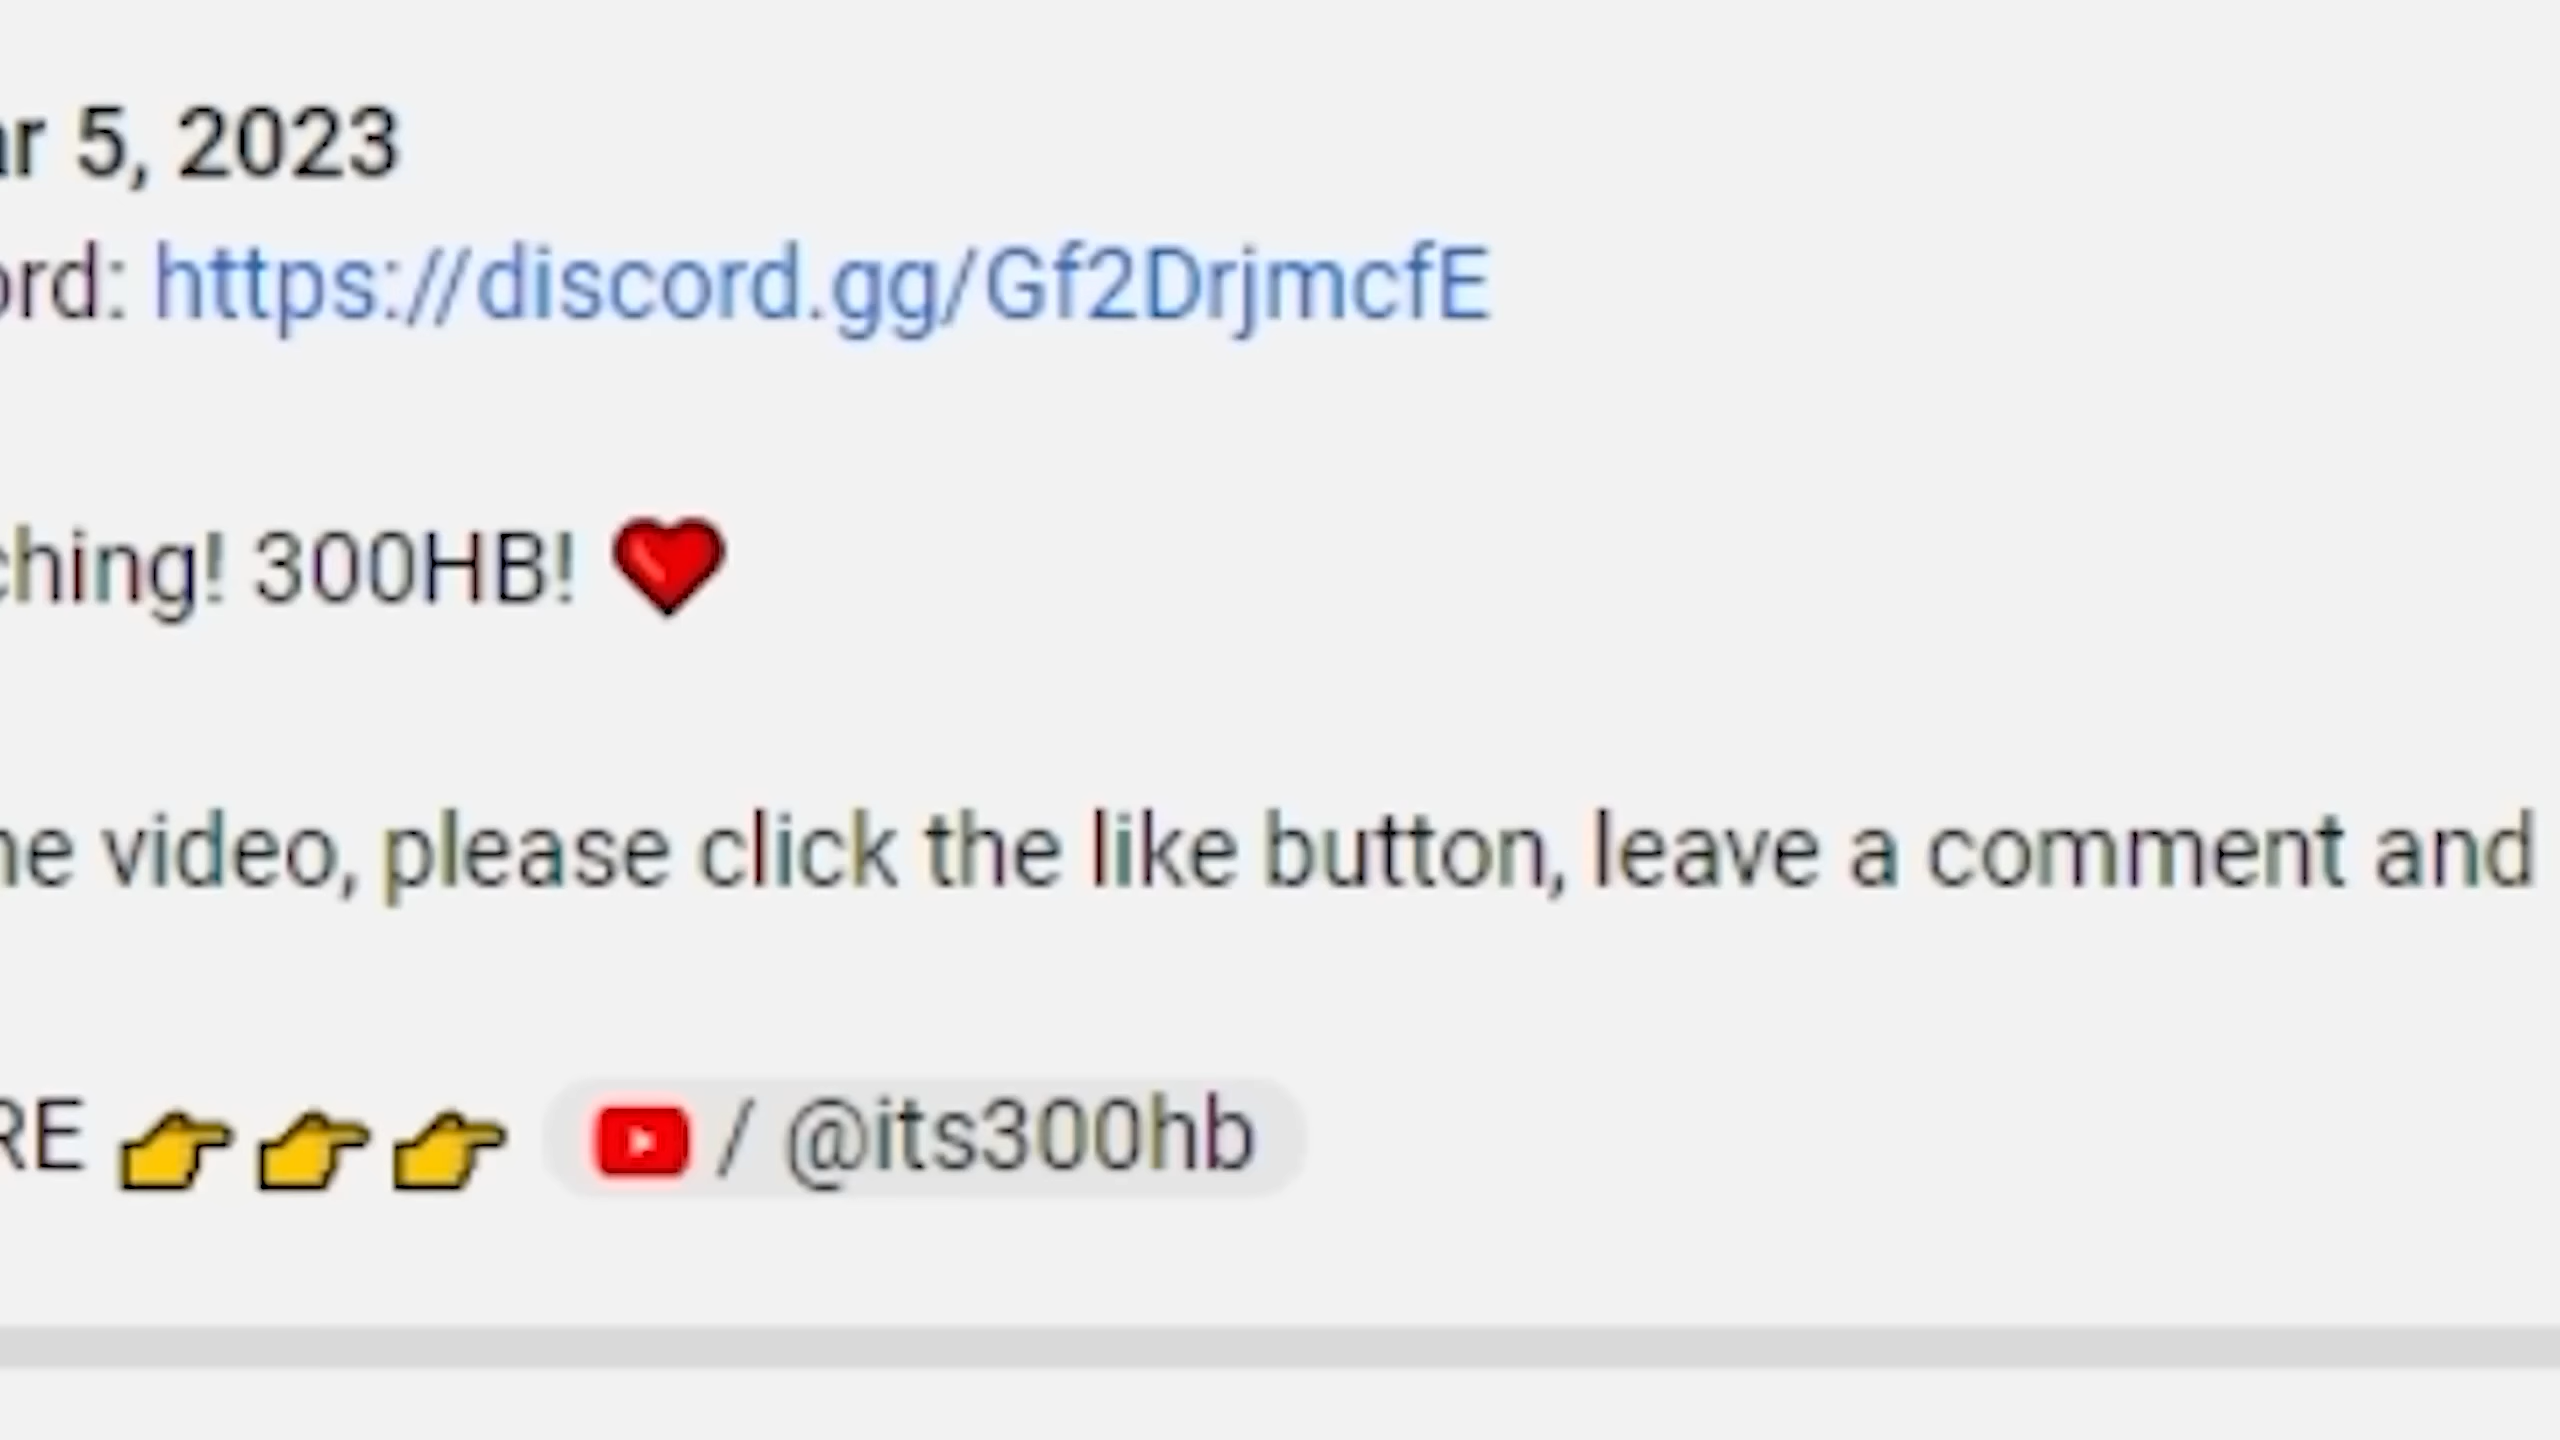 ar 5, 2023
ord: https://discord.gg/Gf2DrjmcfE
ching! 300HB! ❤
he video, please click the like button, leave a comment and
RE 👉👉👉 / @its300hb